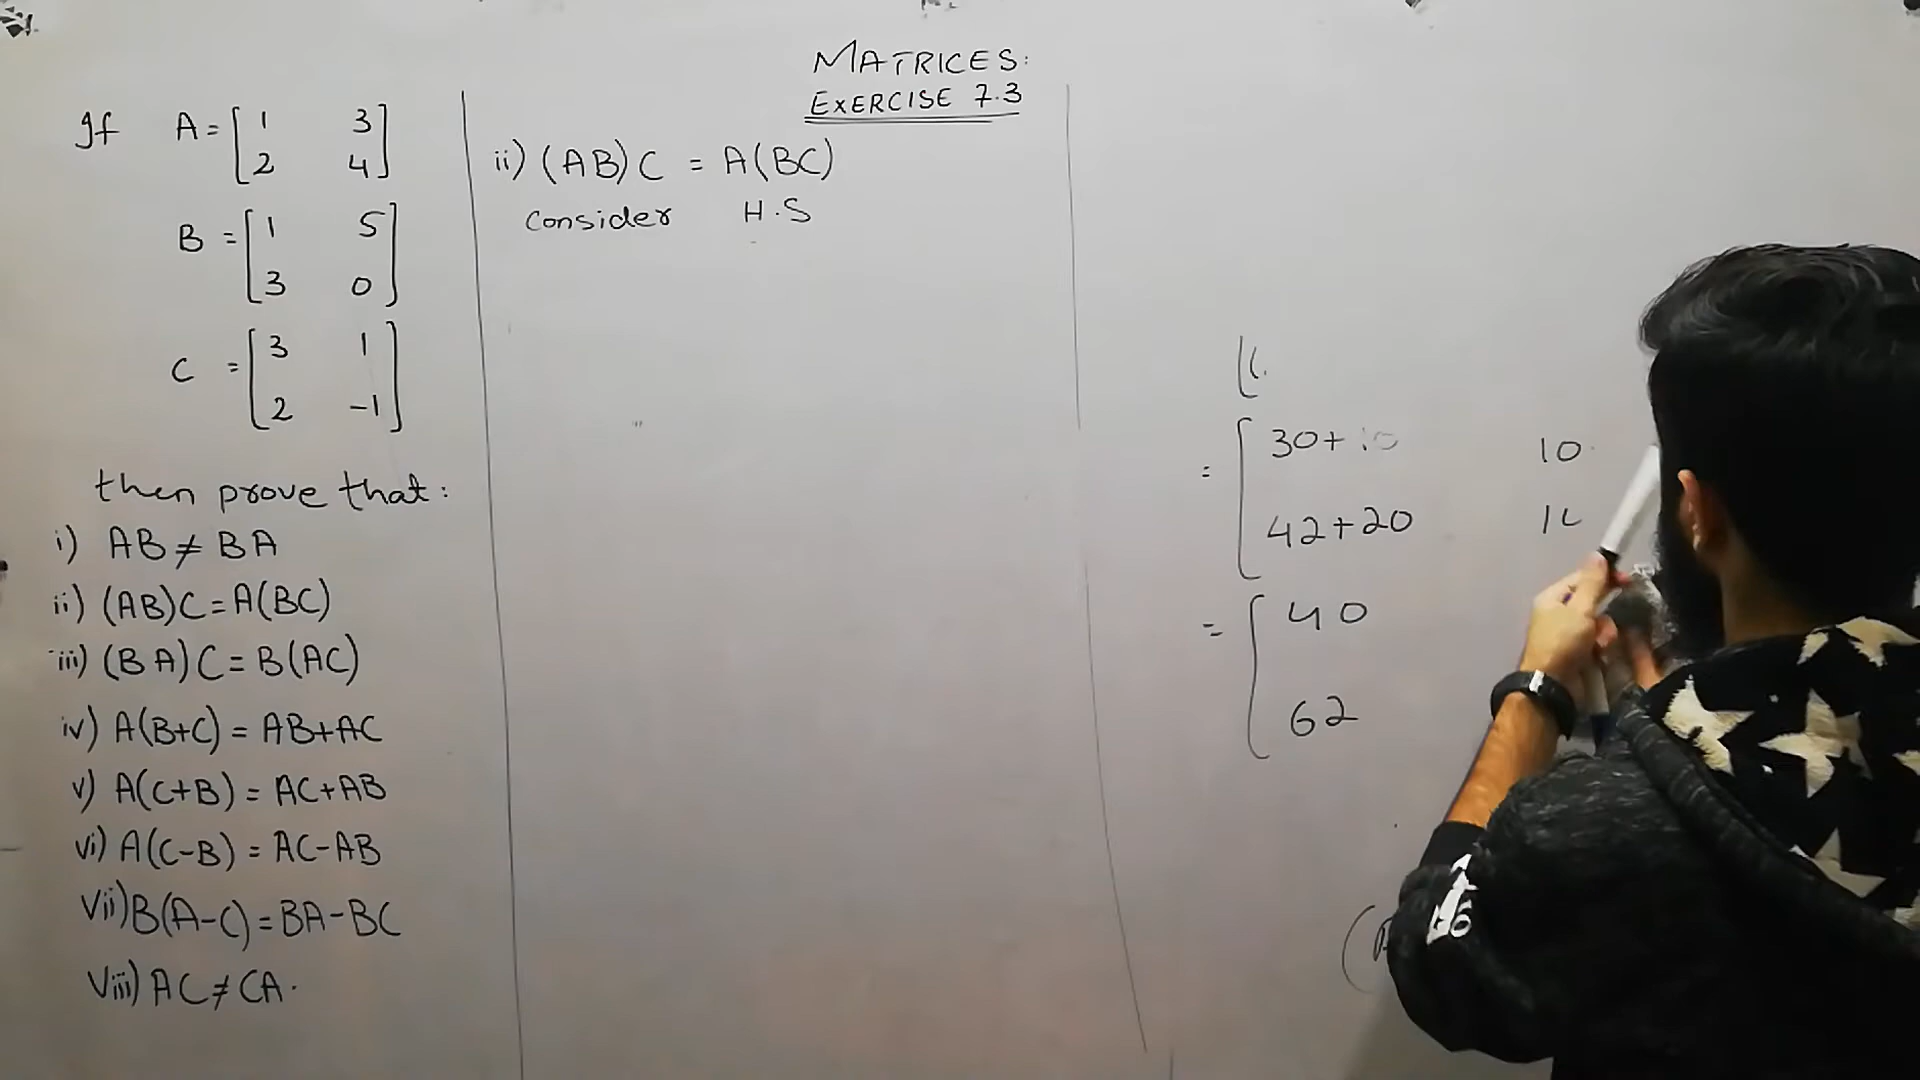 MATRICES:
EXERCISE 7.3
If A = [1 3
2 4]
B = [1 5
3 0]
C = [3 1
2 -1]
then prove that:
i) AB ≠ BA
ii) (AB)C = A(BC)
iii) (BA)C = B(AC)
iv) A(B+C) = AB+AC
v) A(C+B) = AC+AB
vi) A(C-B) = AC-AB
vii) B(A-C) = BA-BC
viii) AC ≠ CA.
ii) (AB)C = A(BC)
Consider H.S
= [30+10 10
42+20
= [40
62